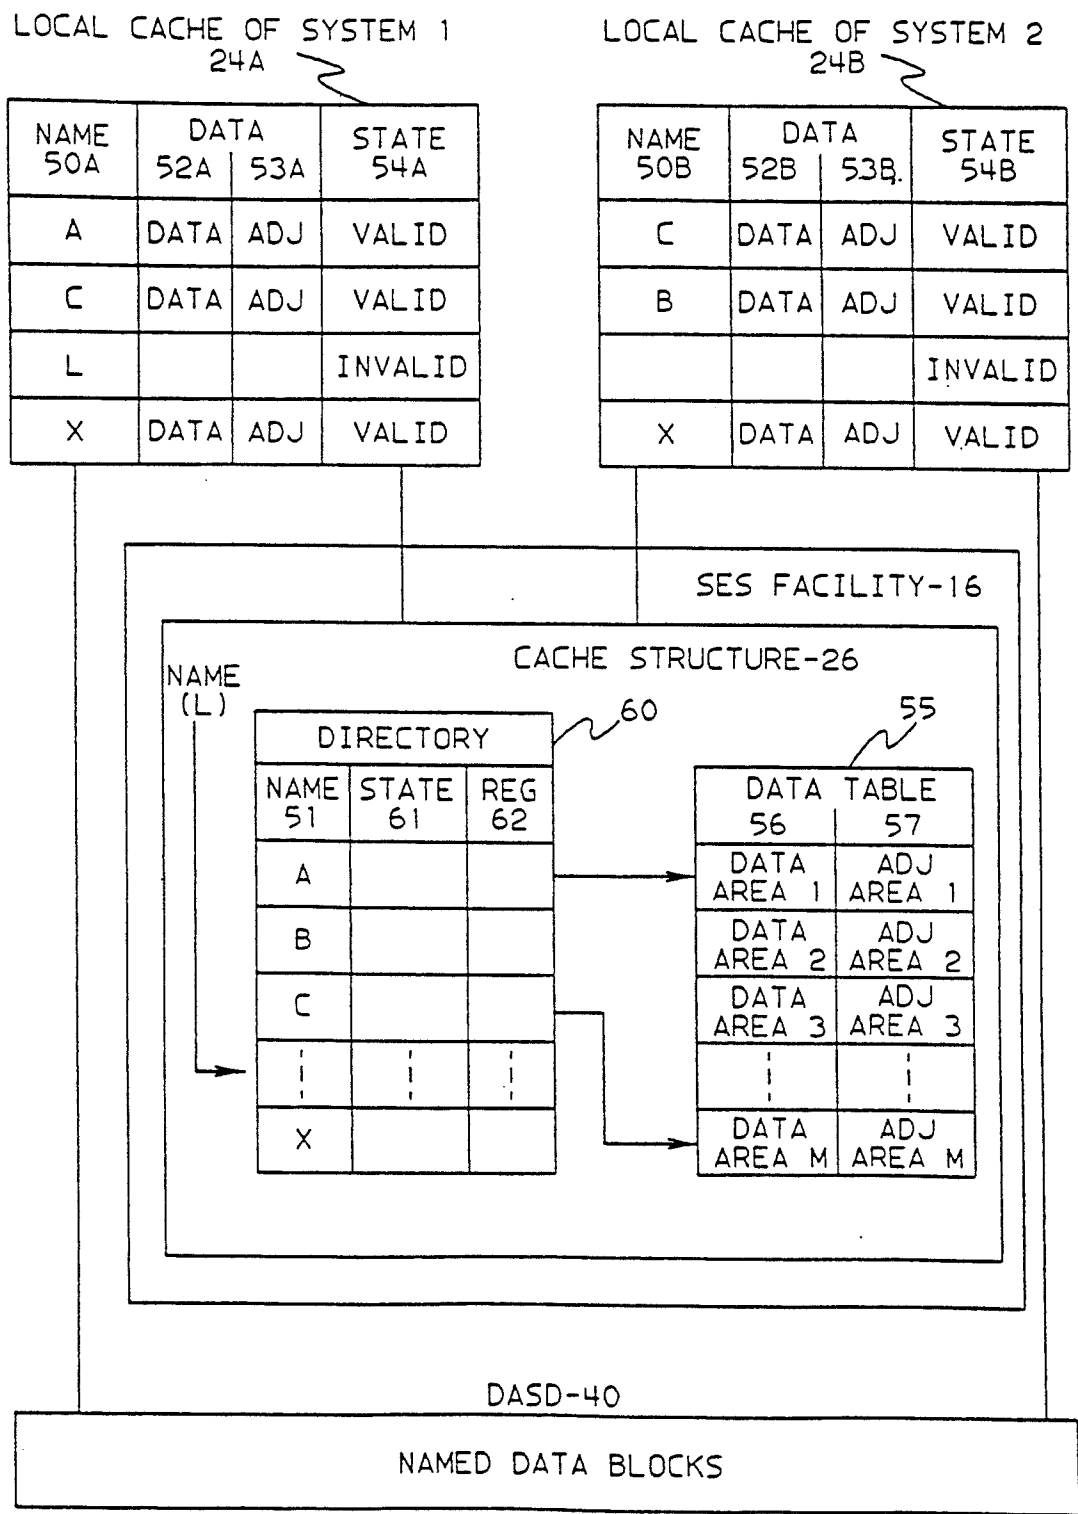 LOCAL CACHE OF SYSTEM 1
24A
NAME
50A
DATA
52A 53A
STATE
54A
A DATA ADJ VALID
C DATA ADJ VALID
L INVALID
X DATA ADJ VALID
LOCAL CACHE OF SYSTEM 2
24B
NAME
50B
DATA
52B 53B.
STATE
54B
C DATA ADJ VALID
B DATA ADJ VALID
INVALID
X DATA ADJ VALID
SES FACILITY-16
CACHE STRUCTURE-26
NAME
(L)
60
DIRECTORY
NAME STATE REG
51 61 62
A
B
C
X
55
DATA TABLE
56 57
DATA ADJ
AREA 1 AREA 1
DATA ADJ
AREA 2 AREA 2
DATA ADJ
AREA 3 AREA 3
DATA ADJ
AREA M AREA M
DASD-40
NAMED DATA BLOCKS